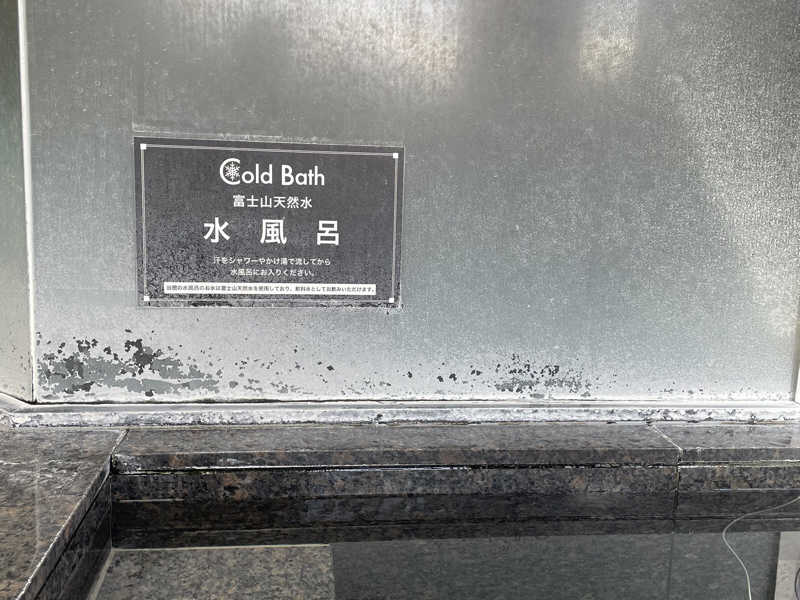 Cold Bath
富士山天然水
水風呂
汗をシャワーやかけ湯で流してから
水風呂にお入りください。
当館の水風呂のお水は富士山天然水を使用しており、飲料水としてお飲みいただけます。